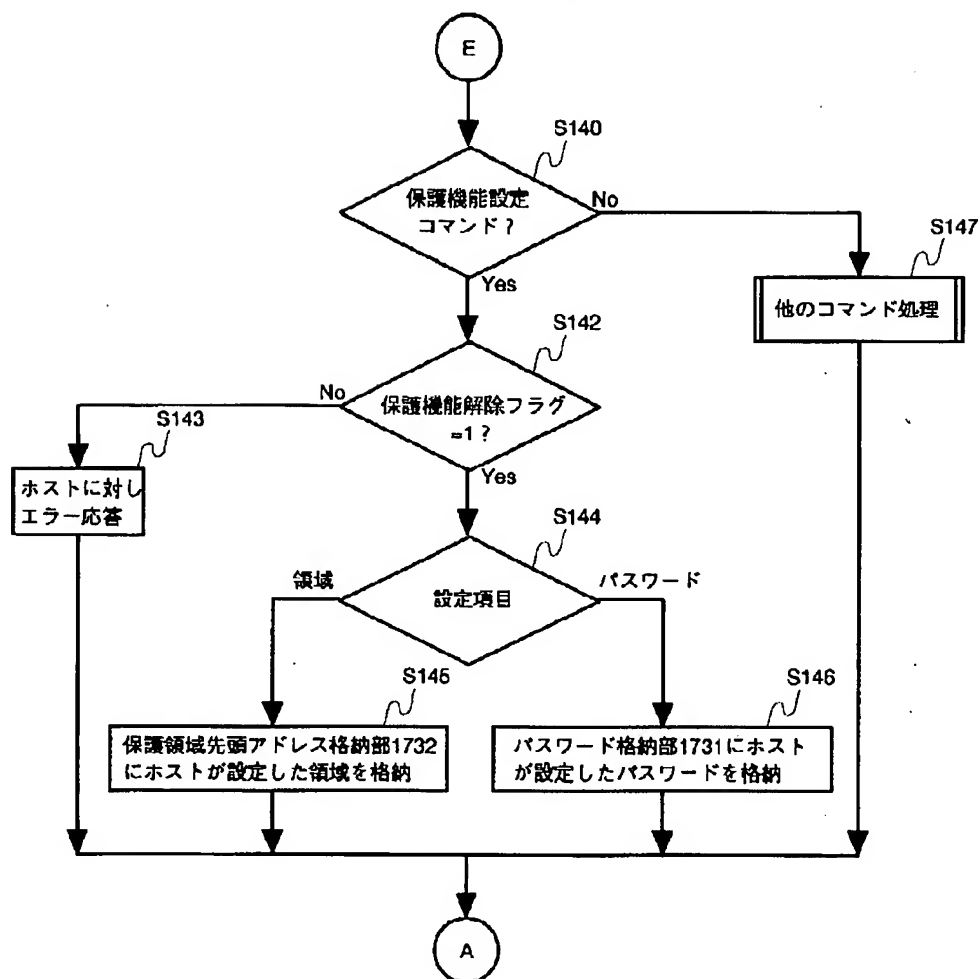 E
S140
保護機能設定
コマンド？
No
S147
Yes
他のコマンド処理
S142
No
保護機能解除フラグ
=1？
S143
Yes
ホストに対し
エラー応答
S144
領域
パスワード
設定項目
S145
S146
保護領域先頭アドレス格納部1732
にホストが設定した領域を格納
パスワード格納部1731にホスト
が設定したパスワードを格納
A